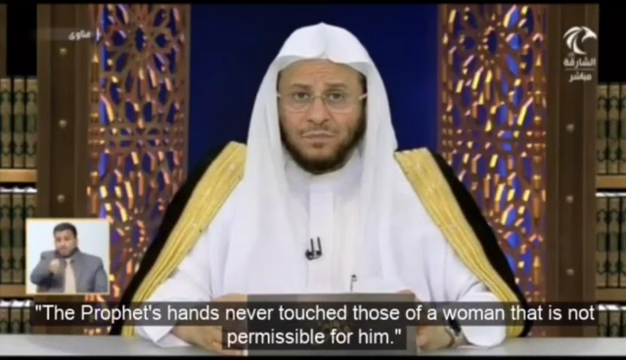 فتاوى
الشارقة
مباشر
"The Prophet's hands never touched those of a woman that is not
permissible for him."